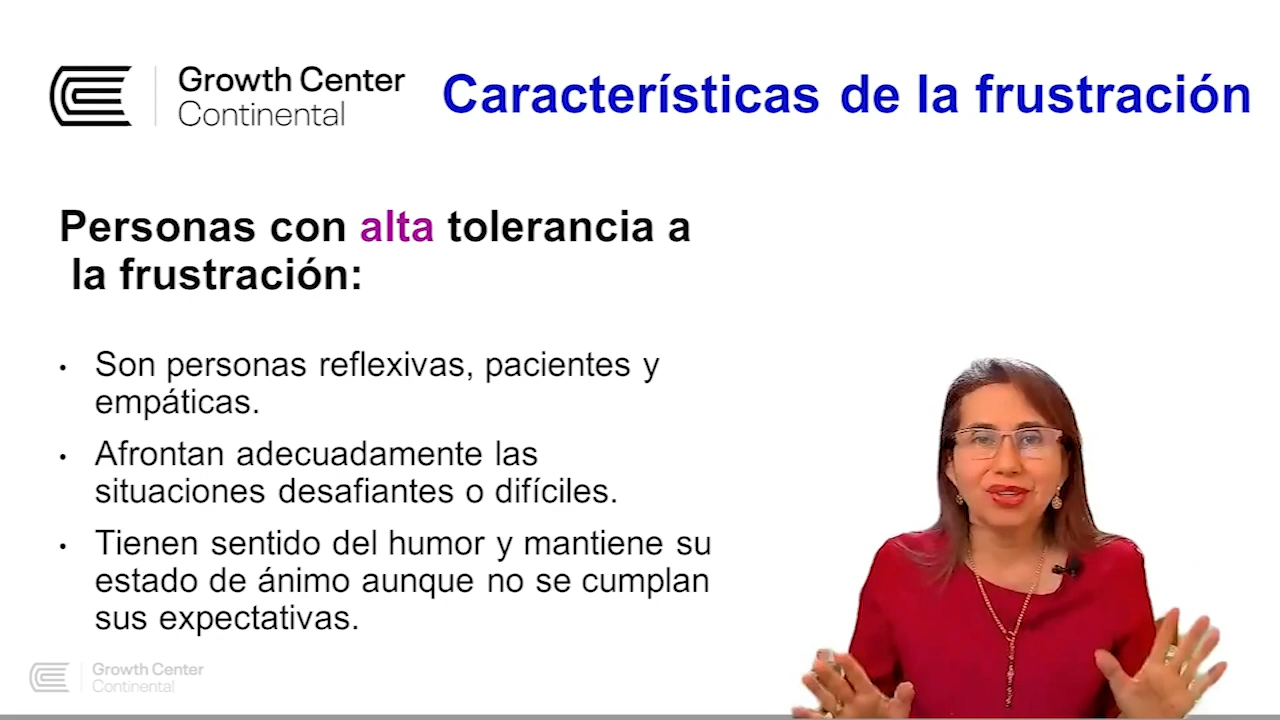 Growth Center
Continental
Características de la frustración
Personas con alta tolerancia a
la frustración:
• Son personas reflexivas, pacientes y
empáticas.
• Afrontan adecuadamente las
situaciones desafiantes o difíciles.
• Tienen sentido del humor y mantiene su
estado de ánimo aunque no se cumplan
sus expectativas.
Growth Center
Continental